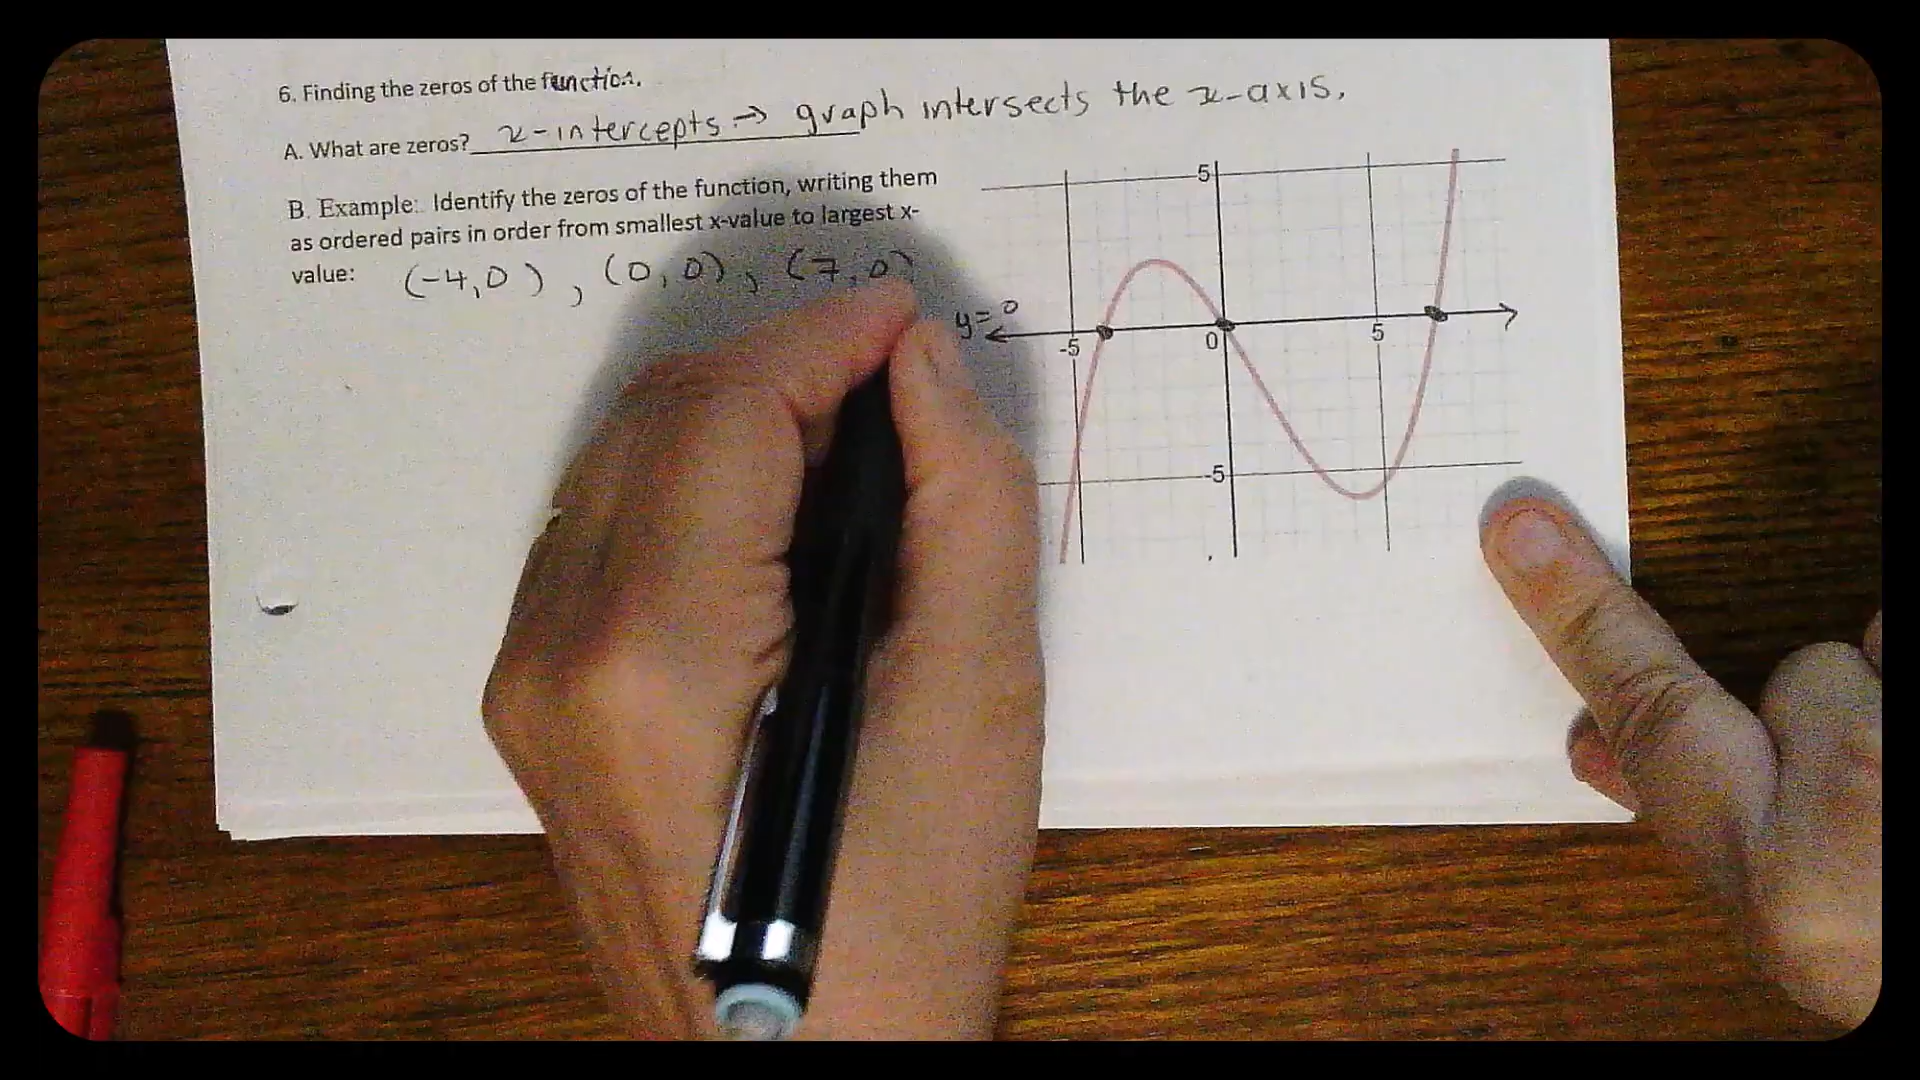 6. Finding the zeros of the function.
A. What are zeros? x-intercepts → graph intersects the x-axis.
B. Example: Identify the zeros of the function, writing them
as ordered pairs in order from smallest x-value to largest x-
value: (-4,0), (0,0), (7,0)
5
y=0
-5 0 5
-5